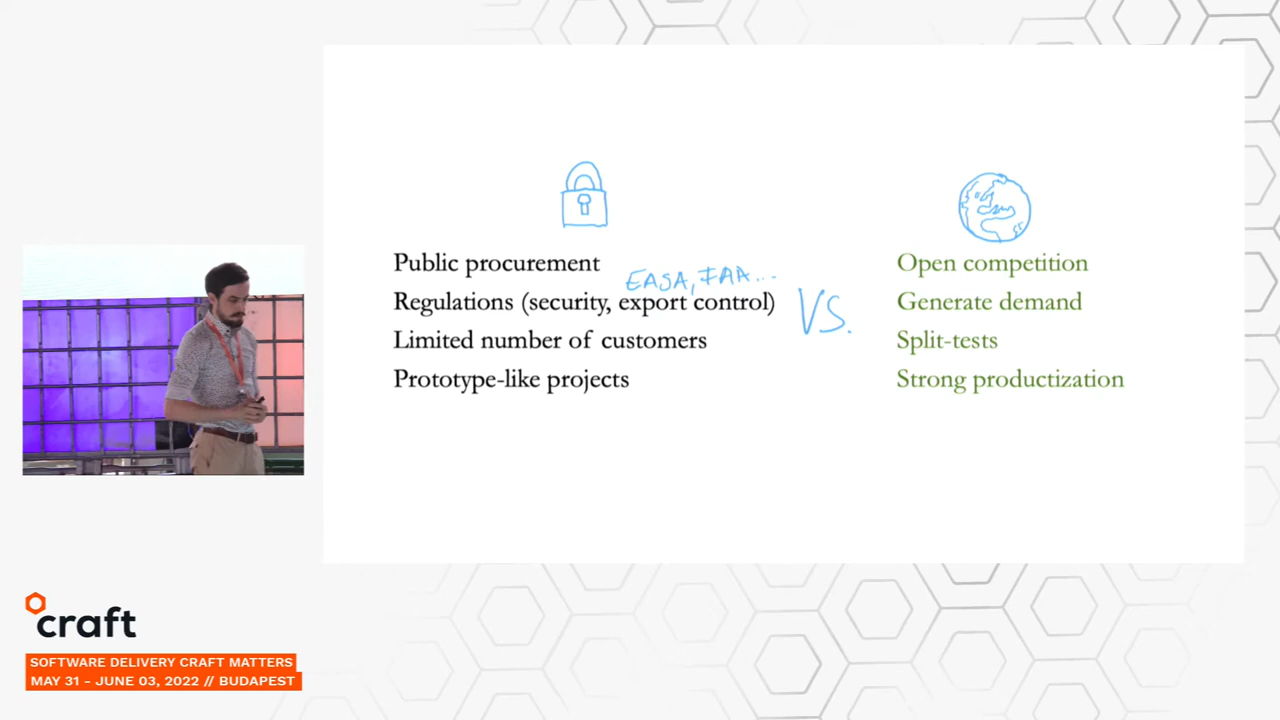 Public procurement
EASA, FAA...
Regulations (security, export control)
Limited number of customers
Prototype-like projects
VS.
Open competition
Generate demand
Split-tests
Strong productization
craft
SOFTWARE DELIVERY CRAFT MATTERS
MAY 31 - JUNE 03, 2022 // BUDAPEST